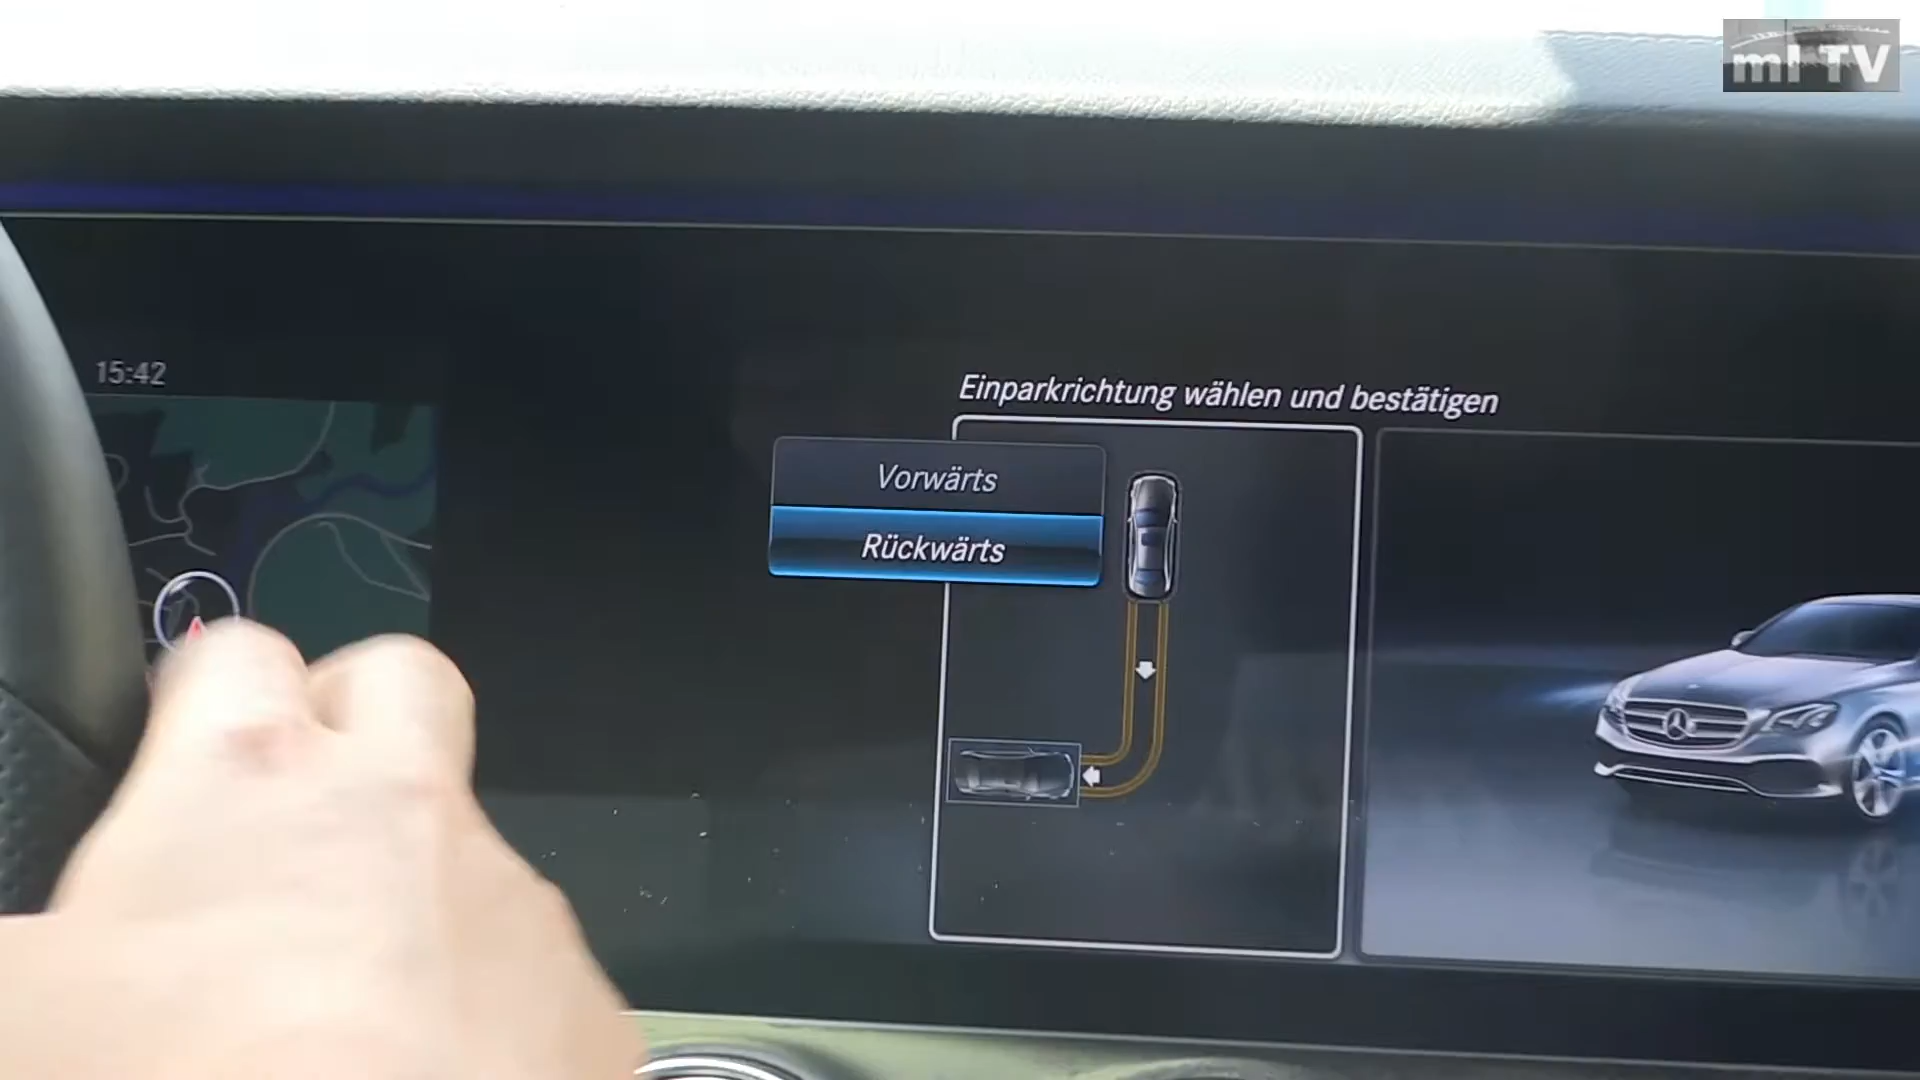 ml TV
15:42
Einparkrichtung wählen und bestätigen
Vorwärts
Rückwärts